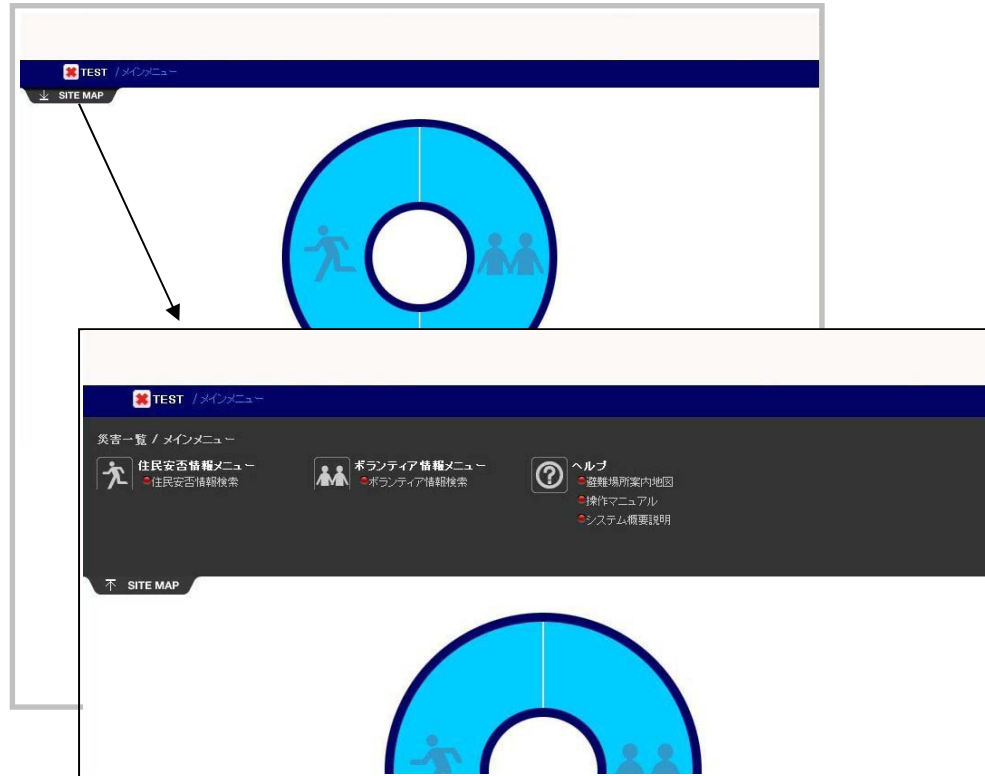 TEST /メインメニュー
SITE MAP
TEST /メインメニュー
災害一覧 / メインメニュー
住民安否情報メニュー
住民安否情報検索
ボランティア情報メニュー
ボランティア情報検索
ヘルプ
避難場所案内地図
操作マニュアル
システム概要説明
SITE MAP